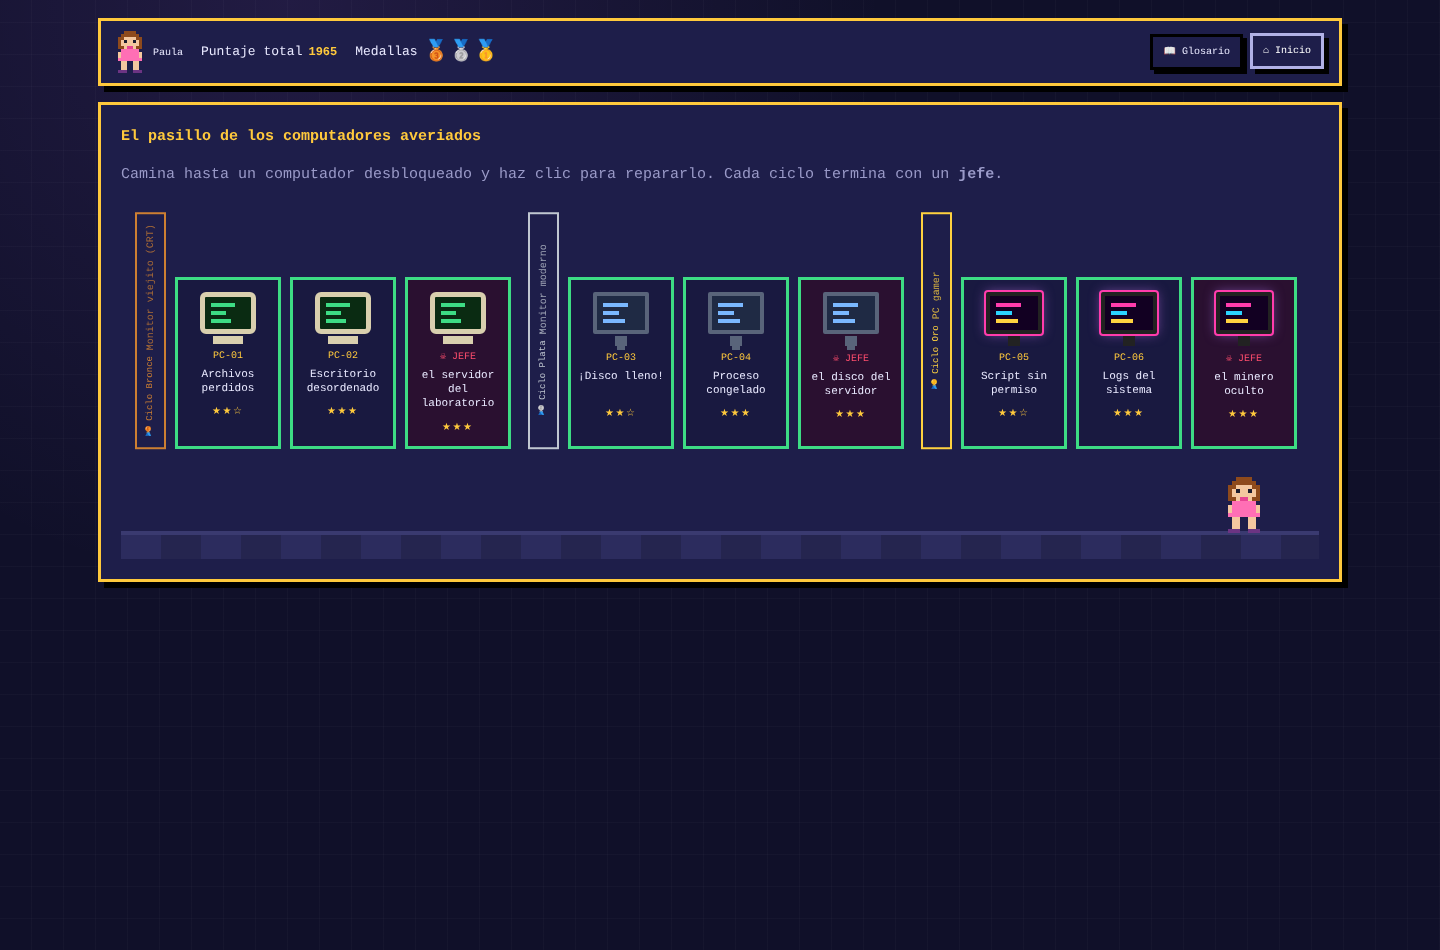 Paula Puntaje total 1965 Medallas
Glosario
Inicio
El pasillo de los computadores averiados
Camina hasta un computador desbloqueado y haz clic para repararlo. Cada ciclo termina con un jefe.
Ciclo Bronce Monitor viejito (CRT)
PC-01
Archivos
perdidos
★★☆
PC-02
Escritorio
desordenado
★★★
☠ JEFE
el servidor
del
laboratorio
★★★
Ciclo Plata Monitor moderno
PC-03
¡Disco lleno!
★★☆
PC-04
Proceso
congelado
★★★
☠ JEFE
el disco del
servidor
★★★
Ciclo Oro PC gamer
PC-05
Script sin
permiso
★★☆
PC-06
Logs del
sistema
★★★
☠ JEFE
el minero
oculto
★★★